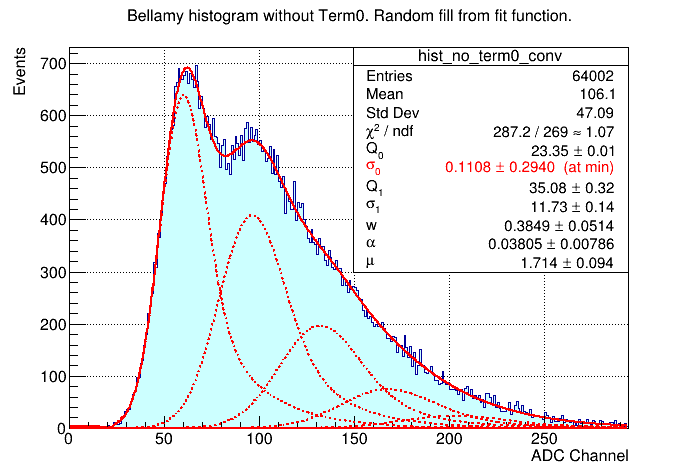 Bellamy histogram without Term0. Random fill from fit function.
Events
hist_no_term0_conv
Entries 64002
Mean 106.1
Std Dev 47.09
χ² / ndf 287.2 / 269 ≈ 1.07
Q₀ 23.35 ± 0.01
σ₀ 0.1108 ± 0.2940 (at min)
Q₁ 35.08 ± 0.32
σ₁ 11.73 ± 0.14
w 0.3849 ± 0.0514
α 0.03805 ± 0.00786
μ 1.714 ± 0.094
700
600
500
400
300
200
100
0
0 50 100 150 200 250
ADC Channel